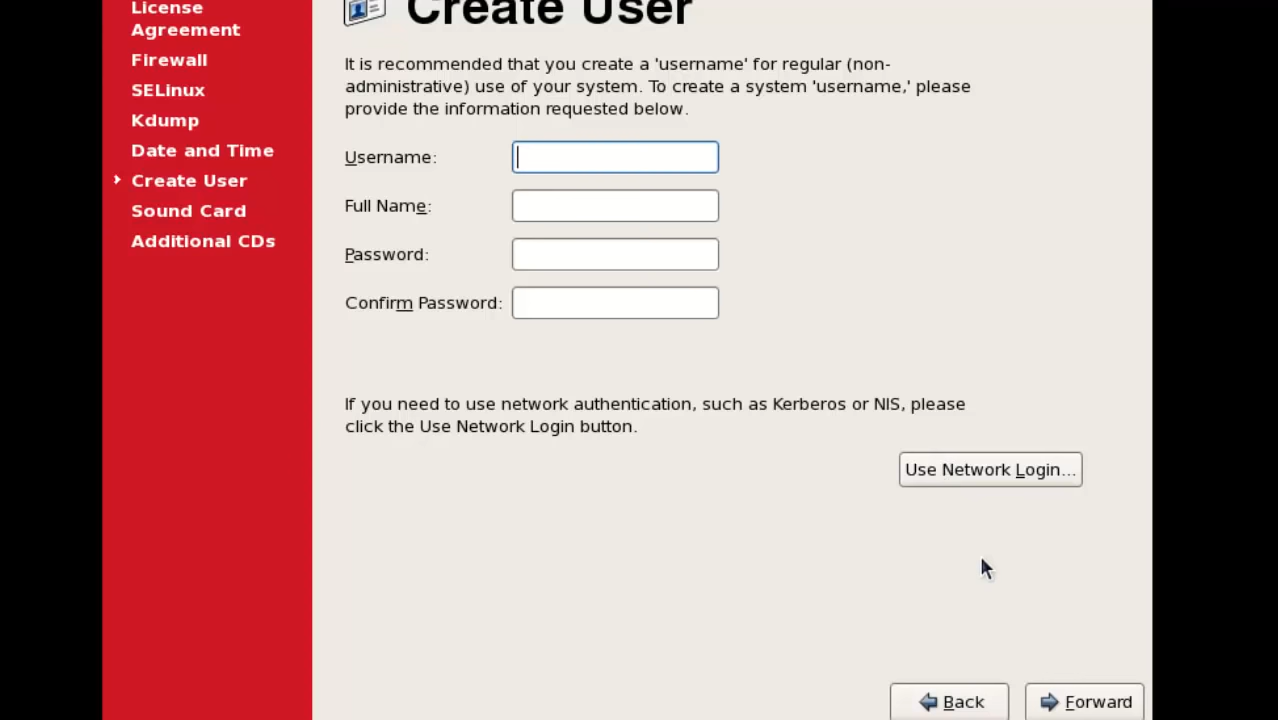 License
Agreement
Firewall
SELinux
Kdump
Date and Time
Create User
Sound Card
Additional CDs
Create User
It is recommended that you create a 'username' for regular (non-
administrative) use of your system. To create a system 'username,' please
provide the information requested below.
Username:
Full Name:
Password:
Confirm Password:
If you need to use network authentication, such as Kerberos or NIS, please
click the Use Network Login button.
Use Network Login...
Back
Forward